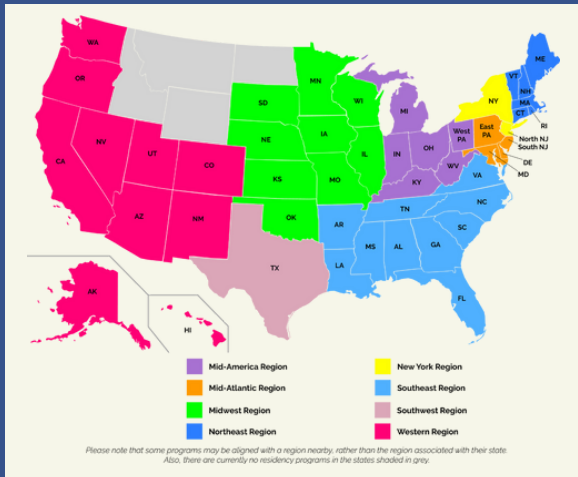 WA
OR
CA
NV
UT
CO
AZ
NM
AK
HI
SD
NE
KS
OK
MN
IA
MO
WI
IL
TX
MI
IN
OH
KY
WV
West
PA
East
PA
NY
North NJ
South NJ
DE
MD
VT
NH
ME
MA
CT
RI
VA
NC
TN
SC
AR
LA
MS
AL
GA
FL
Mid-America Region
Mid-Atlantic Region
Midwest Region
Northeast Region
New York Region
Southeast Region
Southwest Region
Western Region
Please note that some programs may be aligned with a region nearby, rather than the region associated with their state.
Also, there are currently no residency programs in the states shaded in grey.